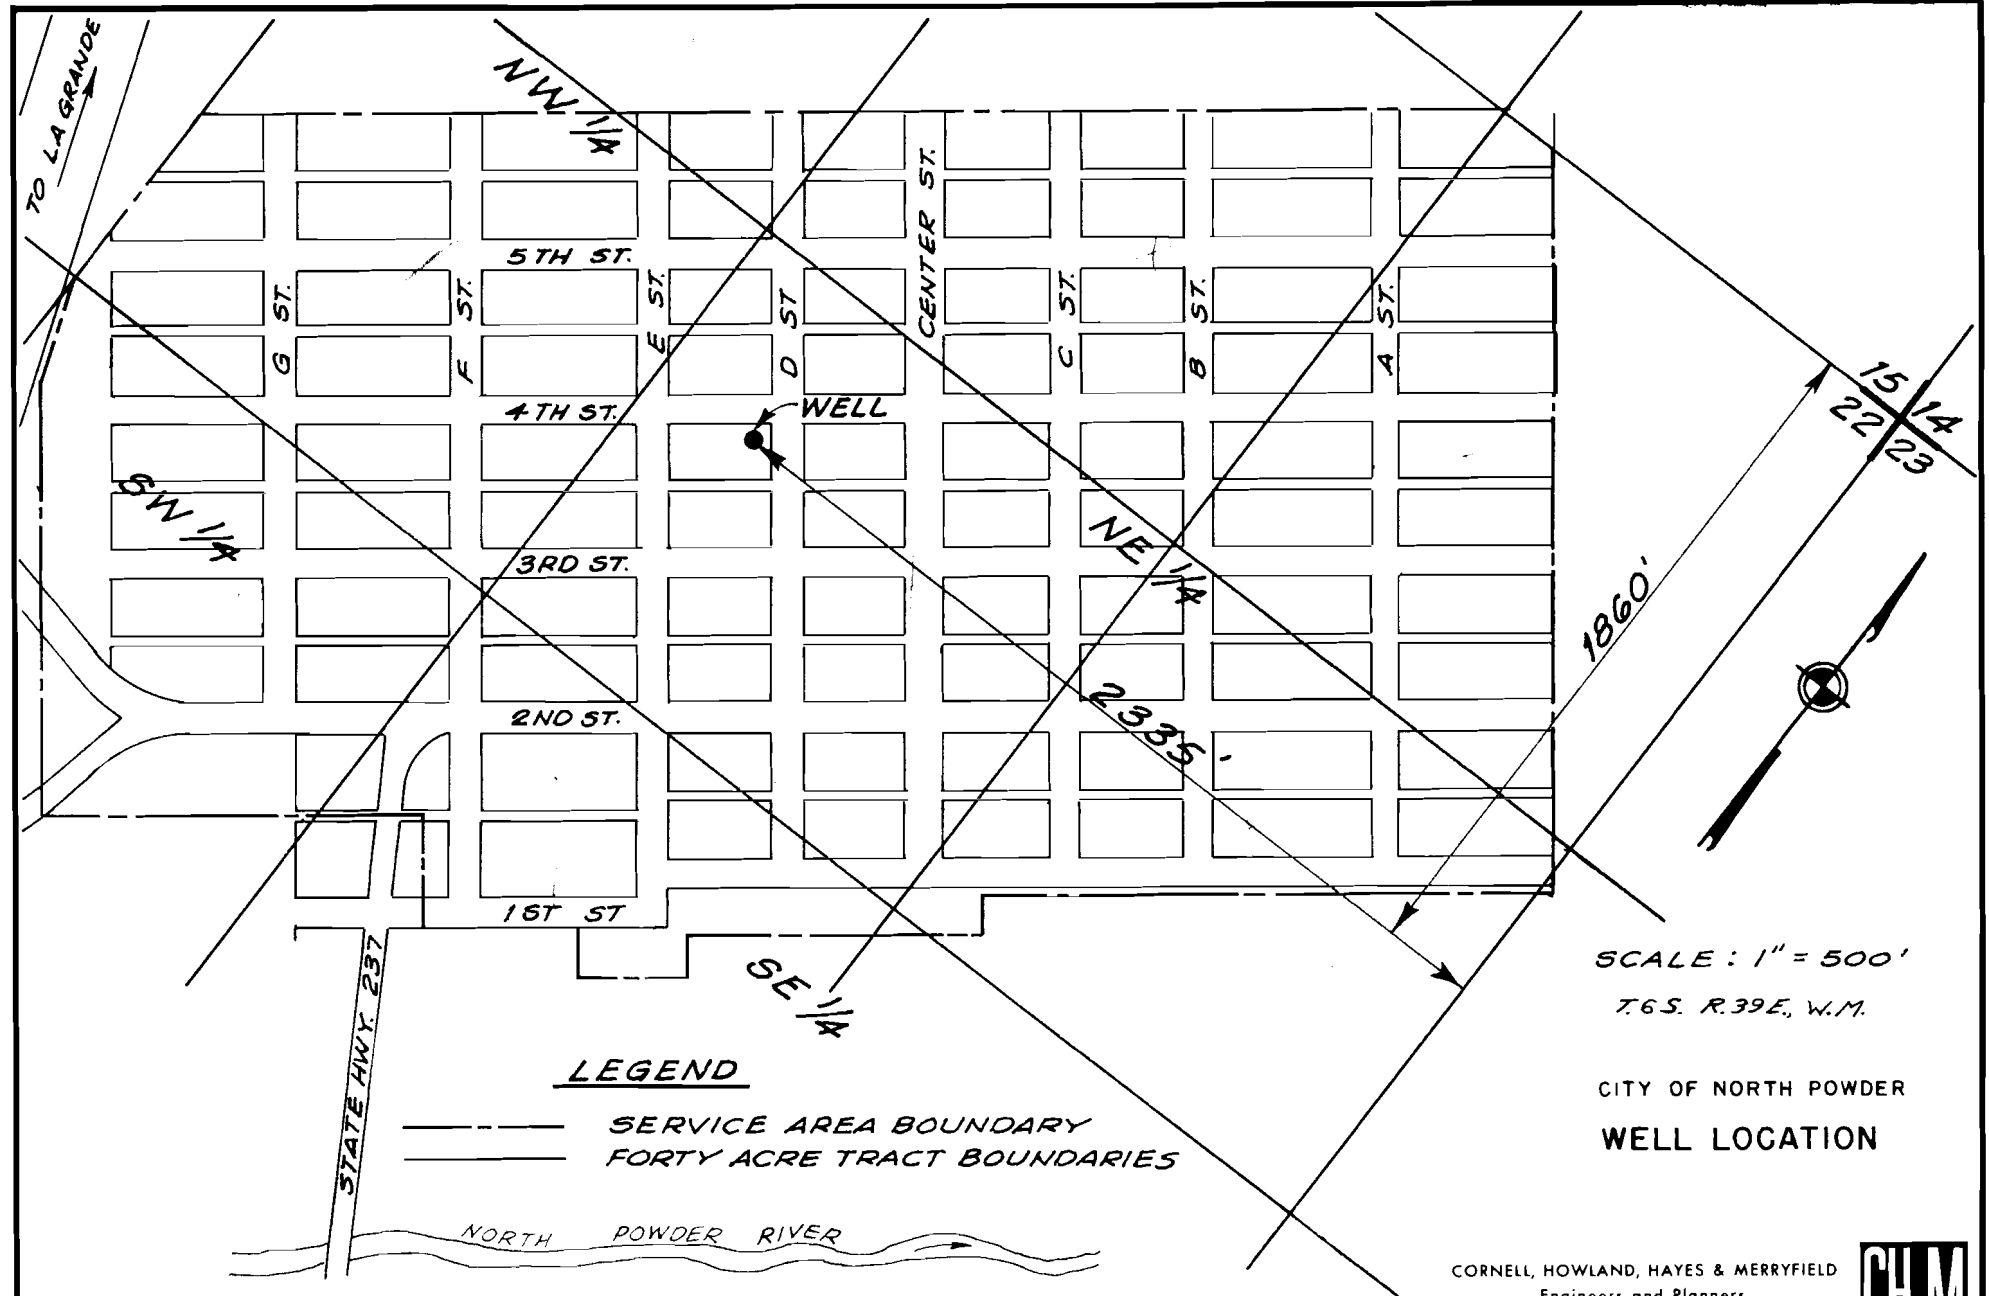 TO LA GRANDE
NW 1/4
5TH ST.
4TH ST.
3RD ST.
2ND ST.
1ST ST
G ST.
F ST.
E ST.
D ST
CENTER ST.
C ST.
B ST.
A ST.
WELL
SW 1/4
NE 1/4
SE 1/4
15 14
22 23
1860'
2335'
STATE HWY. 237
SCALE : 1" = 500'
T.6S. R.39E., W.M.
CITY OF NORTH POWDER
WELL LOCATION
LEGEND
SERVICE AREA BOUNDARY
FORTY ACRE TRACT BOUNDARIES
NORTH POWDER RIVER
CORNELL, HOWLAND, HAYES & MERRYFIELD
Engineers and Planners